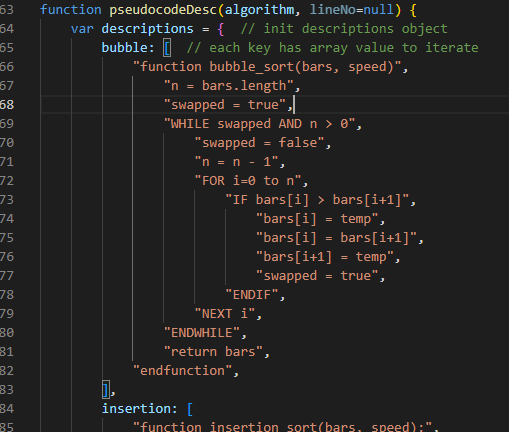 63 function pseudocodeDesc(algorithm, lineNo=null) {
64 var descriptions = { // init descriptions object
65 bubble: [ // each key has array value to iterate
66 "function bubble_sort(bars, speed)",
67 "n = bars.length",
68 "swapped = true",
69 "WHILE swapped AND n > 0",
70 "swapped = false",
71 "n = n - 1",
72 "FOR i=0 to n",
73 "IF bars[i] > bars[i+1]",
74 "bars[i] = temp",
75 "bars[i] = bars[i+1]",
76 "bars[i+1] = temp",
77 "swapped = true",
78 "ENDIF",
79 "NEXT i",
80 "ENDWHILE",
81 "return bars",
82 "endfunction",
83 ],
84 insertion: [
85 "function insertion_sort(bars, speed):",